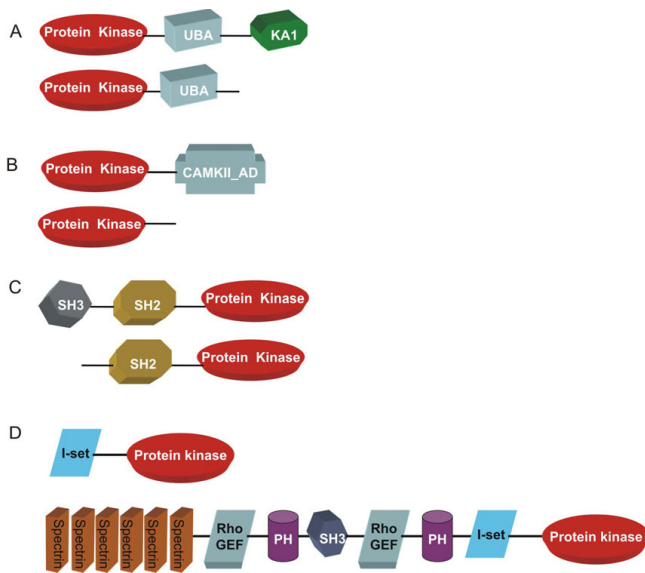 A
Protein Kinase UBA KA1
Protein Kinase UBA
B
Protein Kinase CAMKII_AD
Protein Kinase
C
SH3 SH2 Protein Kinase
SH2 Protein Kinase
D
I-set Protein kinase
Spectrin Spectrin Spectrin Spectrin Spectrin Spectrin Rho GEF PH SH3 Rho GEF PH I-set Protein kinase